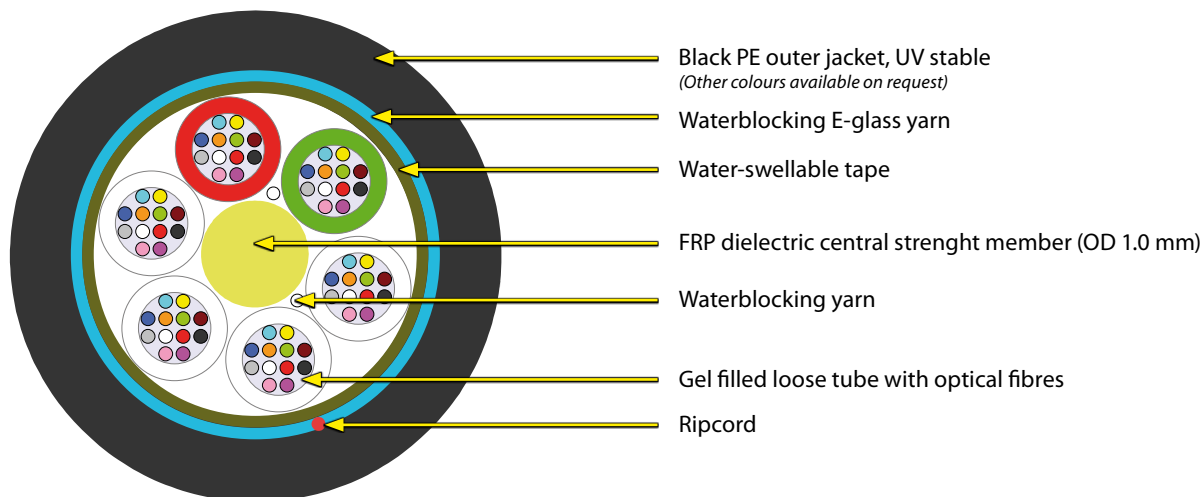 Black PE outer jacket, UV stable
(Other colours available on request)
Waterblocking E-glass yarn
Water-swellable tape
FRP dielectric central strenght member (OD 1.0 mm)
Waterblocking yarn
Gel filled loose tube with optical fibres
Ripcord